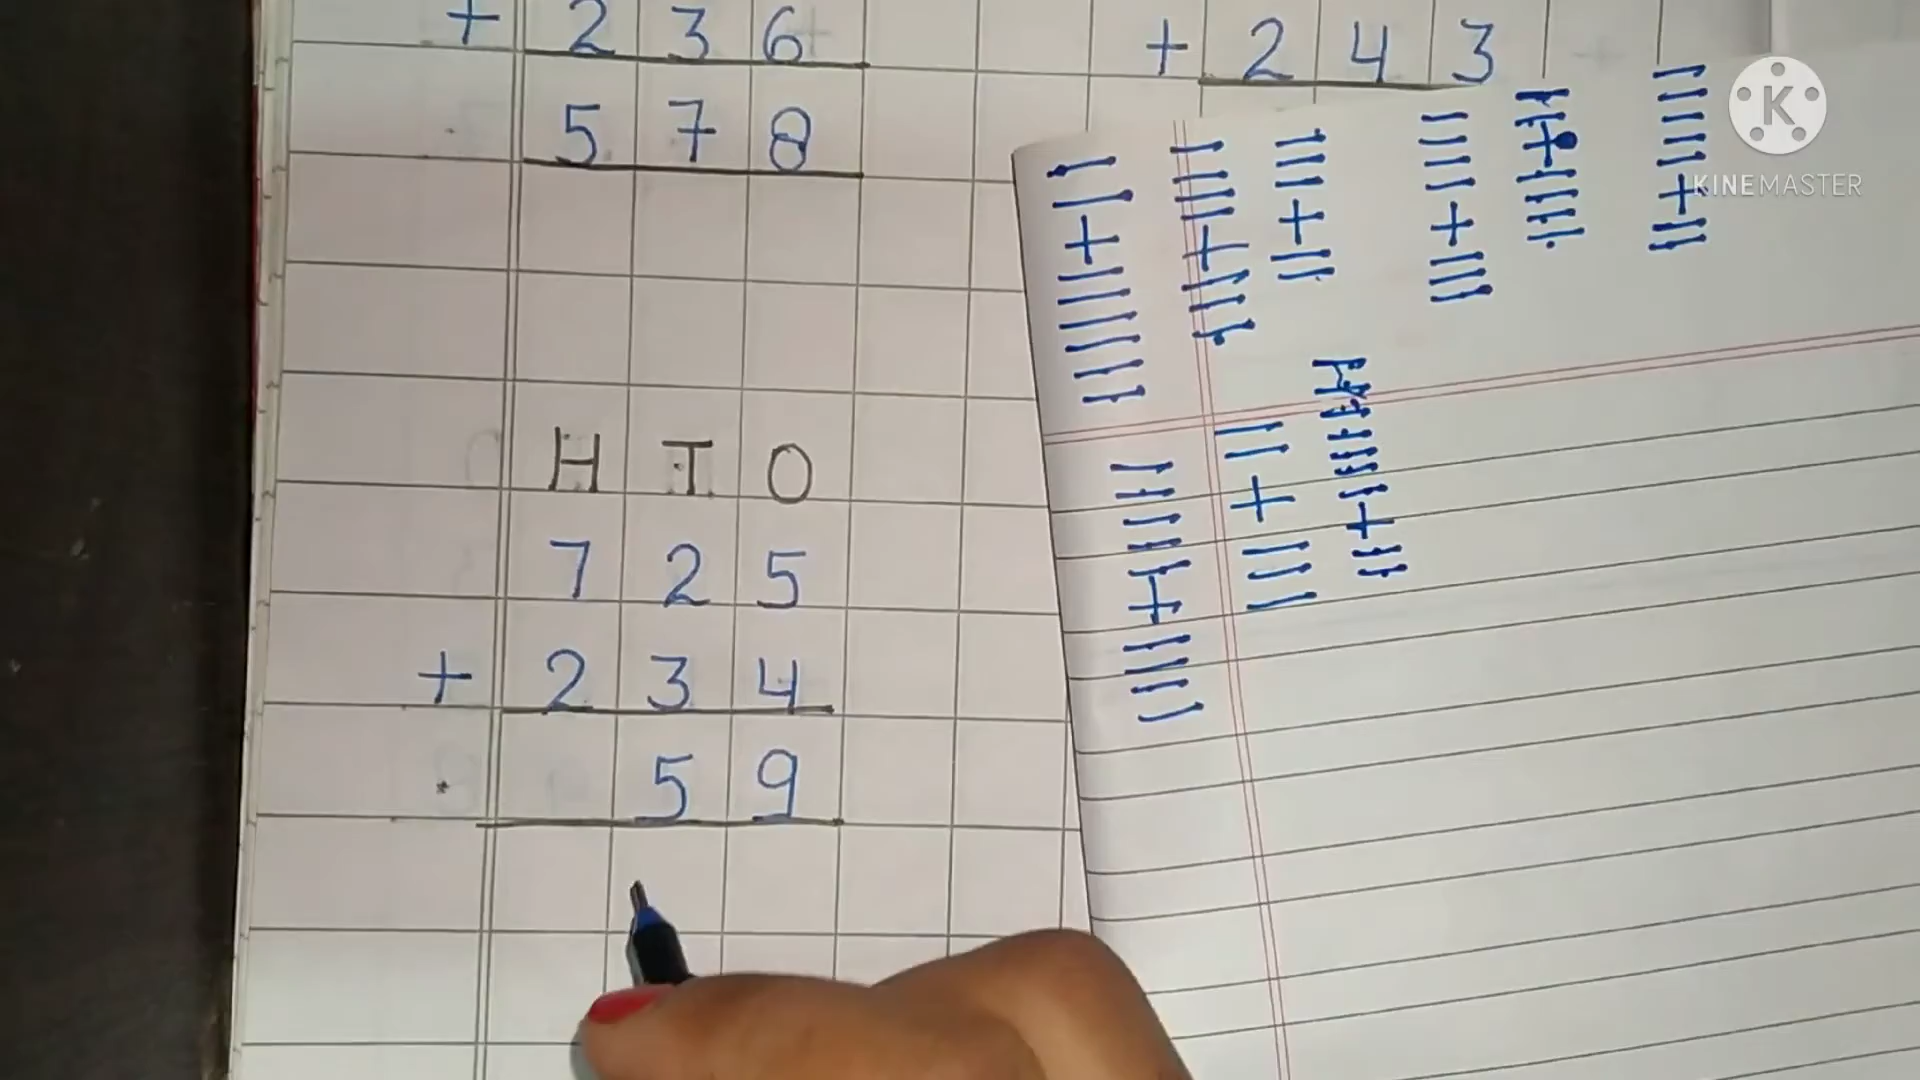 + 2 3 6
5 7 8
+ 2 4 3
K
KINEMASTER
H T O
7 2 5
+ 2 3 4
5 9